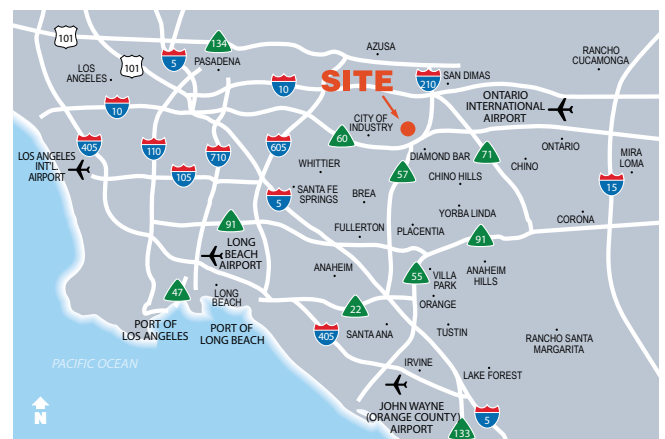 101
134
5
AZUSA
RANCHO
CUCAMONGA
101
PASADENA
LOS
ANGELES
SITE
10
210
SAN DIMAS
ONTARIO
INTERNATIONAL
AIRPORT
10
CITY OF
INDUSTRY
60
405
110
710
605
DIAMOND BAR
71
ONTARIO
MIRA
LOMA
LOS ANGELES
INT'L
AIRPORT
WHITTIER
57
CHINO
105
CHINO HILLS
15
SANTA FE
SPRINGS
BREA
5
YORBA LINDA
CORONA
91
FULLERTON
PLACENTIA
91
LONG
BEACH
AIRPORT
ANAHEIM
55
VILLA
PARK
ANAHEIM
HILLS
47
LONG
BEACH
22
ORANGE
PORT OF
LOS ANGELES
PORT OF
LONG BEACH
405
SANTA ANA
TUSTIN
RANCHO SANTA
MARGARITA
PACIFIC OCEAN
IRVINE
LAKE FOREST
JOHN WAYNE
(ORANGE COUNTY)
AIRPORT
5
133
N